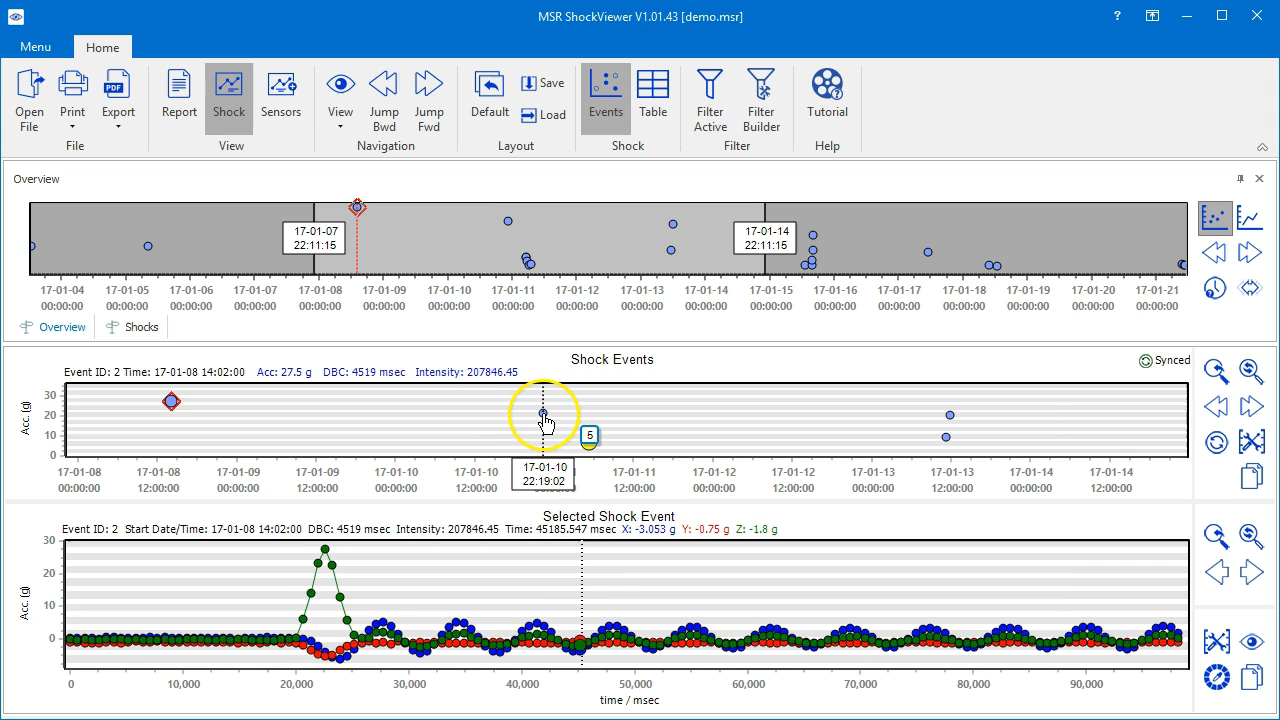 MSR ShockViewer V1.01.43 [demo.msr]
?
Menu Home
Open File Print PDF Export Report Shock Sensors View Jump Bwd Jump Fwd Default Save Load Events Table Filter Active Filter Builder Tutorial
File View Navigation Layout Shock Filter Help
Overview
17-01-07 22:11:15
17-01-14 22:11:15
17-01-04 17-01-05 17-01-06 17-01-07 17-01-08 17-01-09 17-01-10 17-01-11 17-01-12 17-01-13 17-01-14 17-01-15 17-01-16 17-01-17 17-01-18 17-01-19 17-01-20 17-01-21
00:00:00 00:00:00 00:00:00 00:00:00 00:00:00 00:00:00 00:00:00 00:00:00 00:00:00 00:00:00 00:00:00 00:00:00 00:00:00 00:00:00 00:00:00 00:00:00 00:00:00 00:00:00
Overview Shocks
Shock Events
Synced
Event ID: 2 Time: 17-01-08 14:02:00 Acc: 27.5 g DBC: 4519 msec Intensity: 207846.45
Acc. (g)
30
20
10
0
5
17-01-10
22:19:02
17-01-08 17-01-08 17-01-09 17-01-09 17-01-10 17-01-10 17-01-11 17-01-12 17-01-12 17-01-13 17-01-13 17-01-14 17-01-14
00:00:00 12:00:00 00:00:00 12:00:00 00:00:00 12:00:00 12:00:00 00:00:00 12:00:00 00:00:00 12:00:00 00:00:00 12:00:00
Selected Shock Event
Event ID: 2 Start Date/Time: 17-01-08 14:02:00 DBC: 4519 msec Intensity: 207846.45 Time: 45185.547 msec X: -3.053 g Y: -0.75 g Z: -1.8 g
Acc. (g)
30
20
10
0
0 10,000 20,000 30,000 40,000 50,000 60,000 70,000 80,000 90,000
time / msec